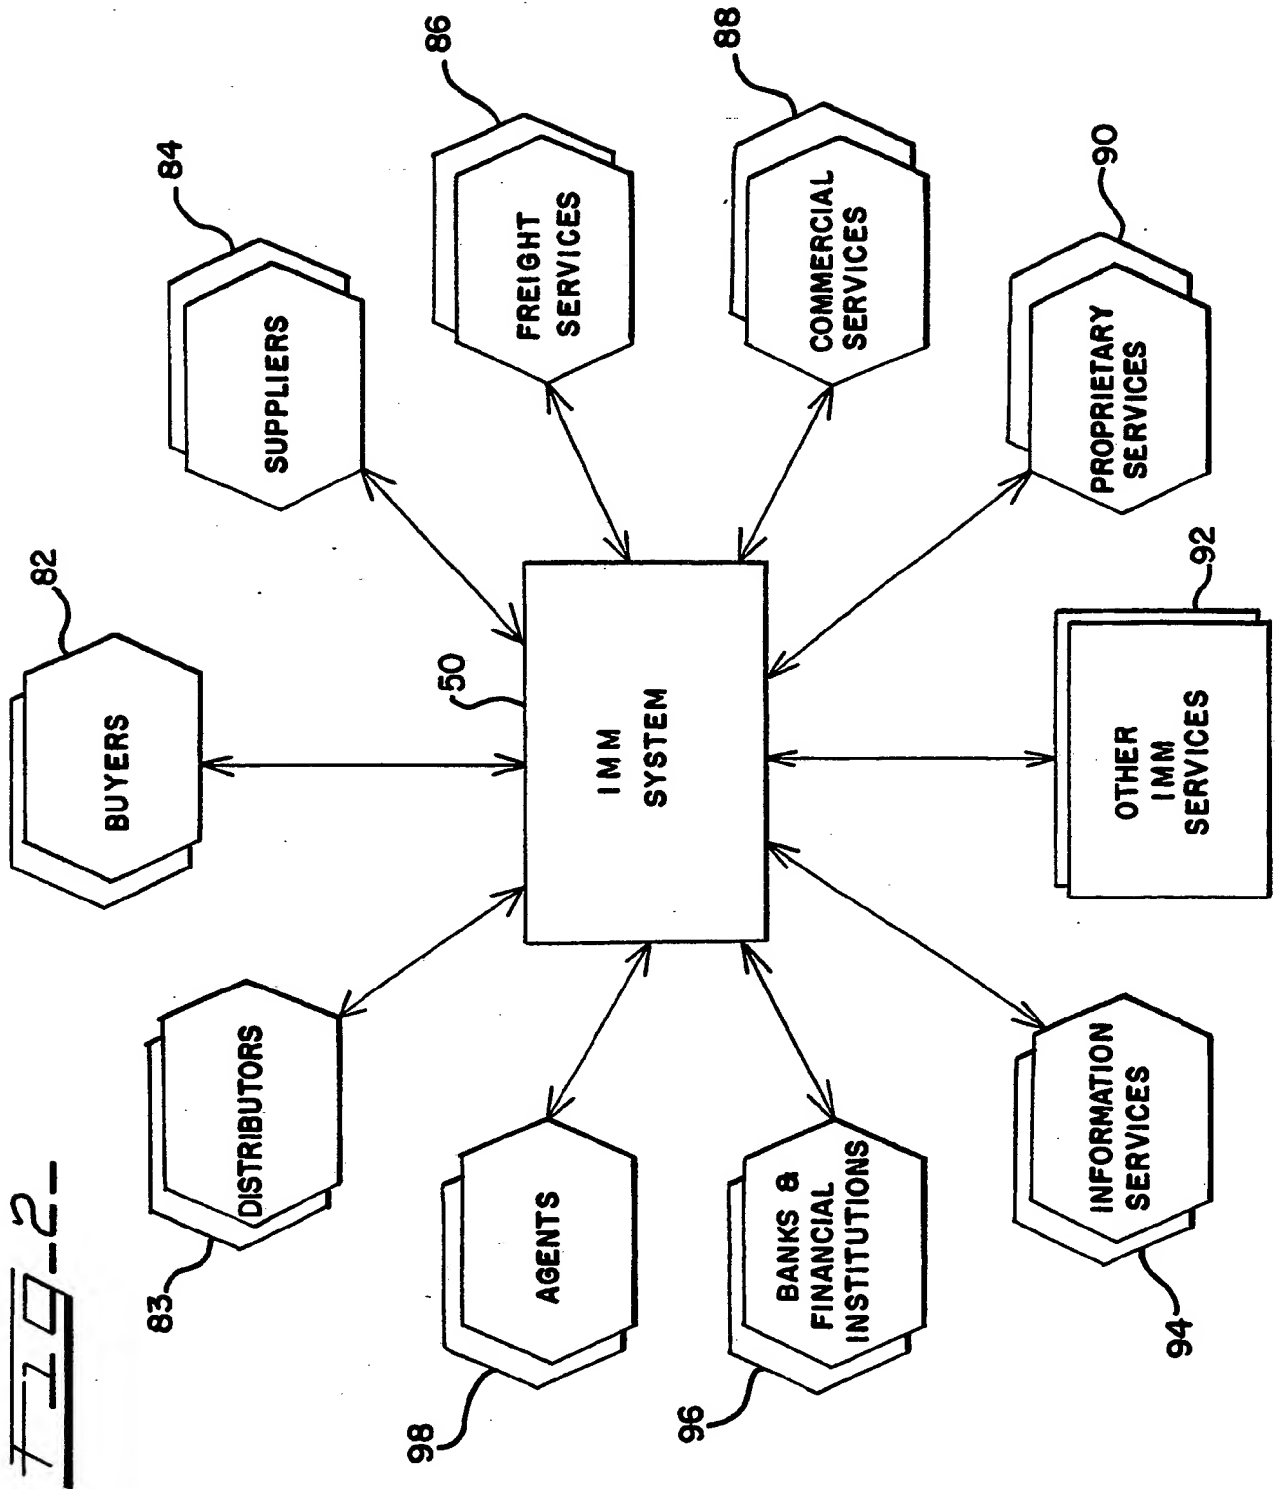 Fig-2-
82
BUYERS
83
DISTRIBUTORS
84
SUPPLIERS
50
IMM
SYSTEM
98
AGENTS
86
FREIGHT
SERVICES
96
BANKS &
FINANCIAL
INSTITUTIONS
88
COMMERCIAL
SERVICES
94
INFORMATION
SERVICES
90
PROPRIETARY
SERVICES
92
OTHER
IMM
SERVICES